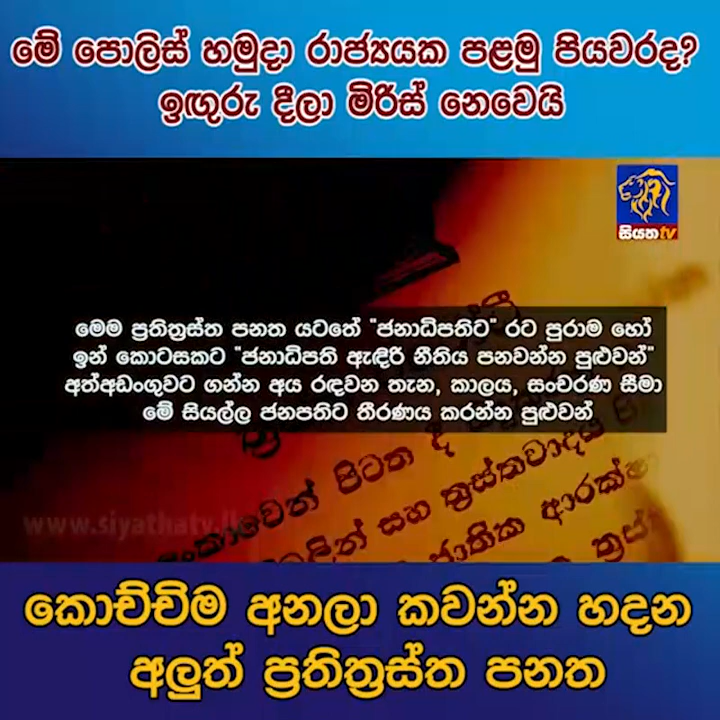 මේ පොලිස් හමුදා රාජ්‍යයක පළමු පියවරද?
ඉඟුරු දීලා මිරිස් නෙවෙයි
සියත tv
මෙම ප්‍රතිත්‍රස්ත පනත යටතේ "ජනාධිපතිට" රට පුරාම හෝ
ඉන් කොටසකට "ජනාධිපති ඇඳිරි නීතිය පනවන්න පුළුවන්"
අත්අඩංගුවට ගන්න අය රඳවන තැන, කාලය, සංචරණ සීමා
මේ සියල්ල ජනපතිට තීරණය කරන්න පුළුවන්
පිටත ද
ත්‍රස්තවාදය
සහ
ජාතික ආරක්ෂා
www.siyathatv.l
කොච්චිම අනලා කවන්න හදන
අලුත් ප්‍රතිත්‍රස්ත පනත